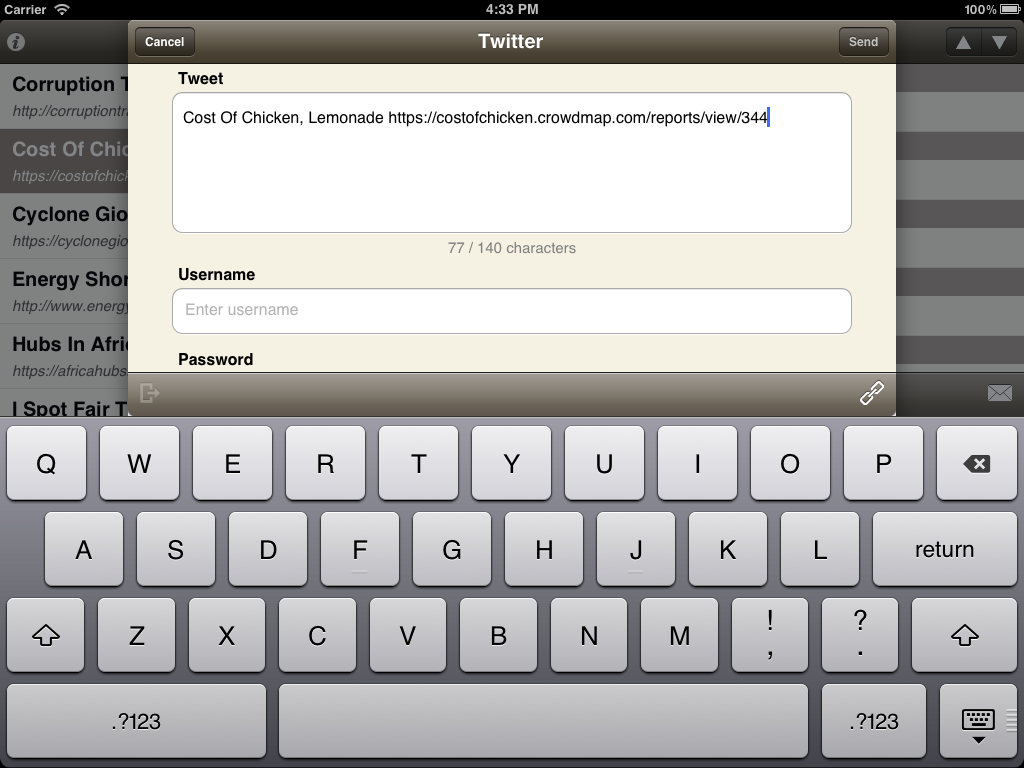 Carrier 4:33 PM 100%
Cancel Twitter Send
Corruption T
http://corruptiontra
Cost Of Chic
https://costofchick
Cyclone Gio
https://cyclonegio
Energy Shor
http://www.energy
Hubs In Afri
https://africahubs
I Spot Fair T
Tweet
Cost Of Chicken, Lemonade https://costofchicken.crowdmap.com/reports/view/344
77 / 140 characters
Username
Enter username
Password
Q W E R T Y U I O P
A S D F G H J K L return
Z X C V B N M ! , ? .
.?123 .?123